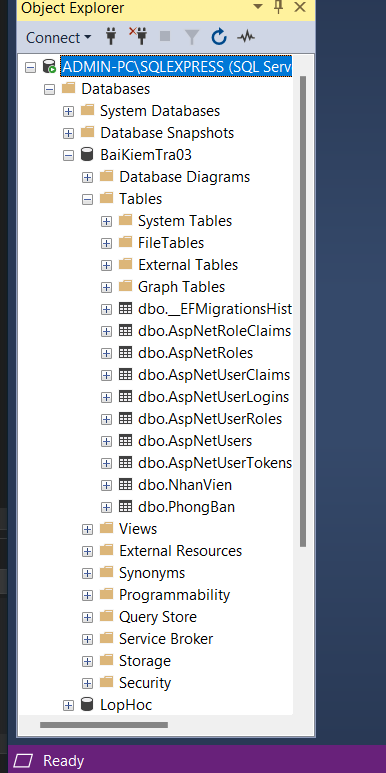 Object Explorer
Connect
ADMIN-PC\SQLEXPRESS (SQL Serv
Databases
System Databases
Database Snapshots
BaiKiemTra03
Database Diagrams
Tables
System Tables
FileTables
External Tables
Graph Tables
dbo.__EFMigrationsHist
dbo.AspNetRoleClaims
dbo.AspNetRoles
dbo.AspNetUserClaims
dbo.AspNetUserLogins
dbo.AspNetUserRoles
dbo.AspNetUsers
dbo.AspNetUserTokens
dbo.NhanVien
dbo.PhongBan
Views
External Resources
Synonyms
Programmability
Query Store
Service Broker
Storage
Security
LopHoc
Ready